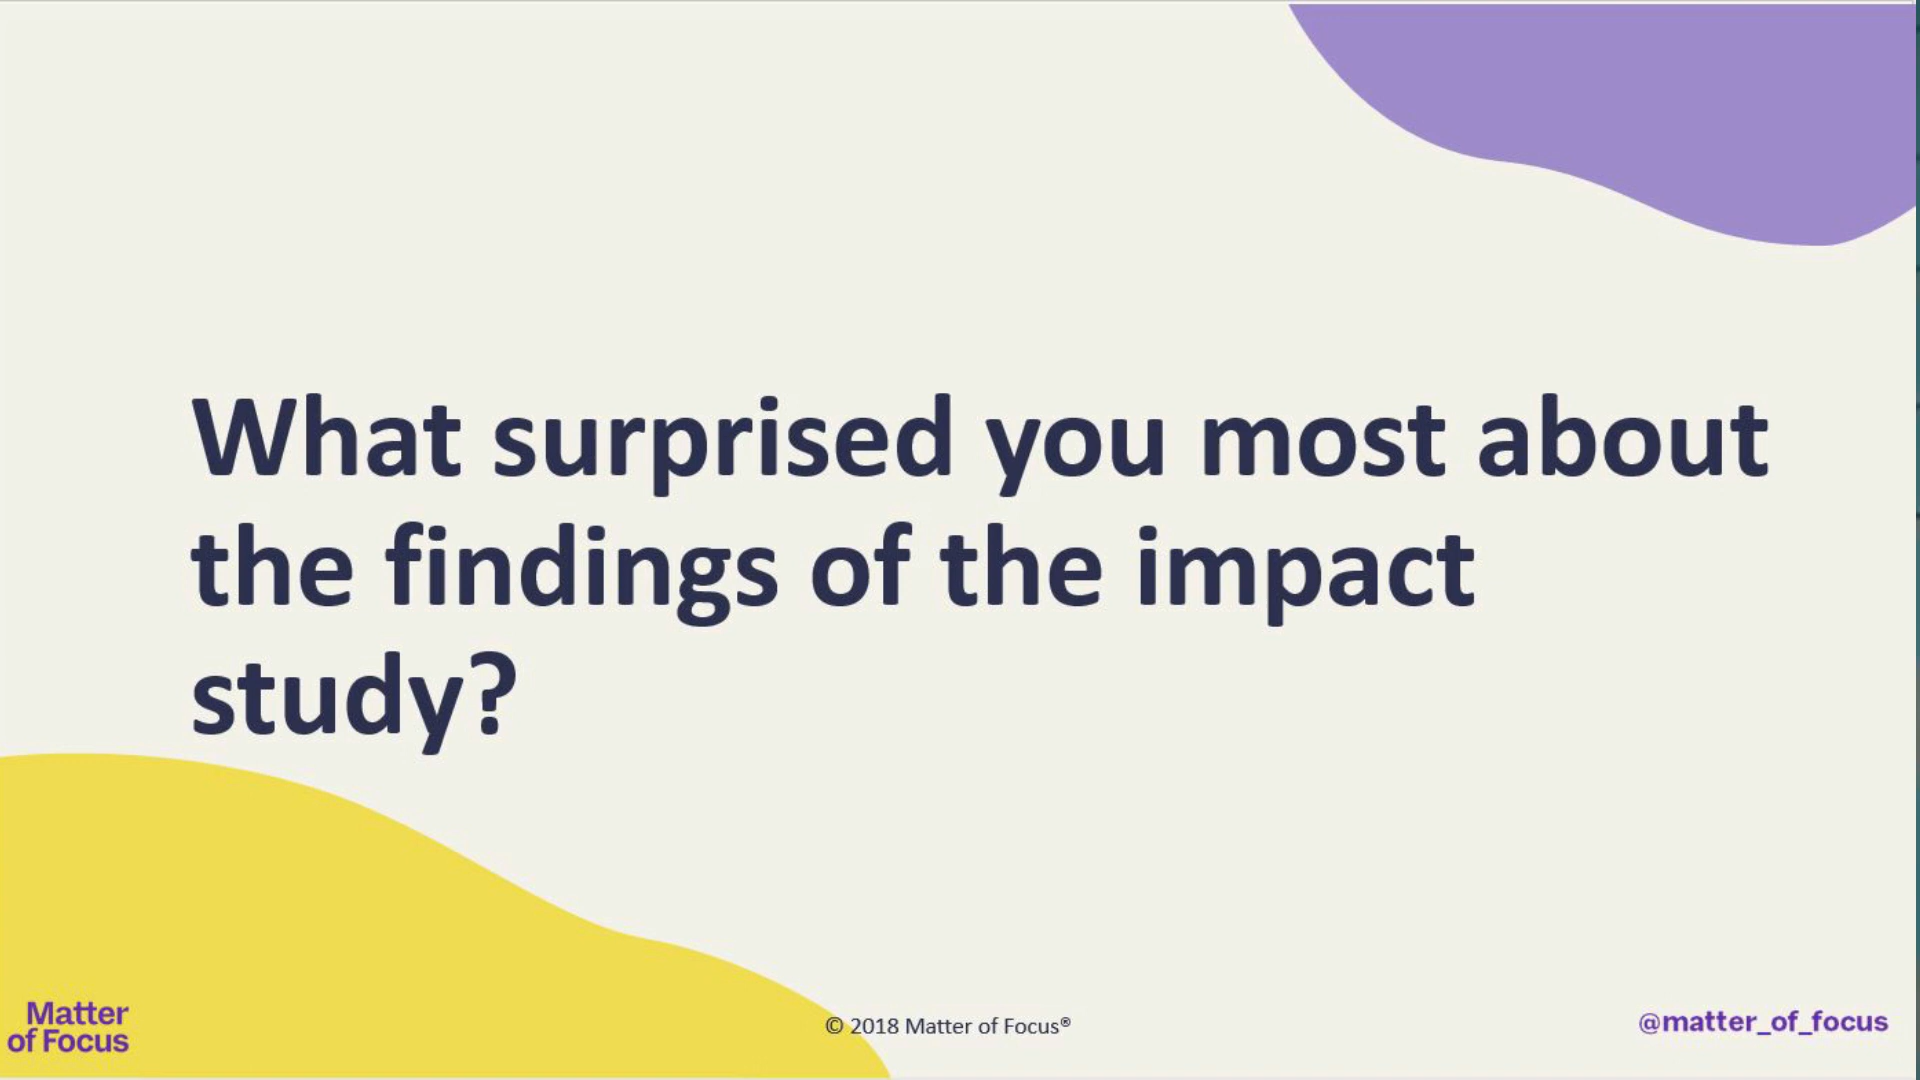 What surprised you most about
the findings of the impact
study?
Matter
of Focus
© 2018 Matter of Focus®
@matter_of_focus